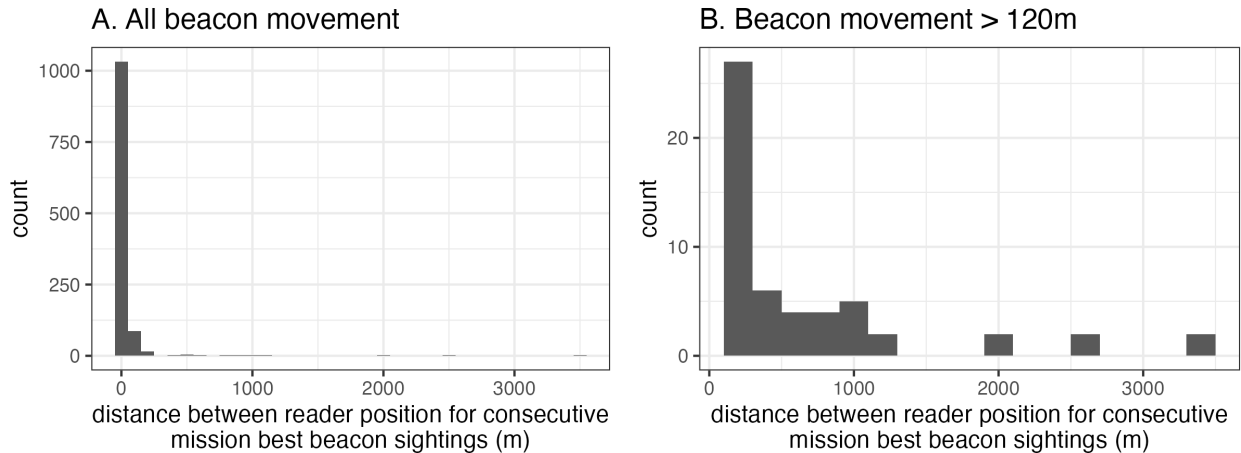 A. All beacon movement
1000
750
500
250
0
count
0 1000 2000 3000
distance between reader position for consecutive
mission best beacon sightings (m)
B. Beacon movement > 120m
20
10
0
count
0 1000 2000 3000
distance between reader position for consecutive
mission best beacon sightings (m)